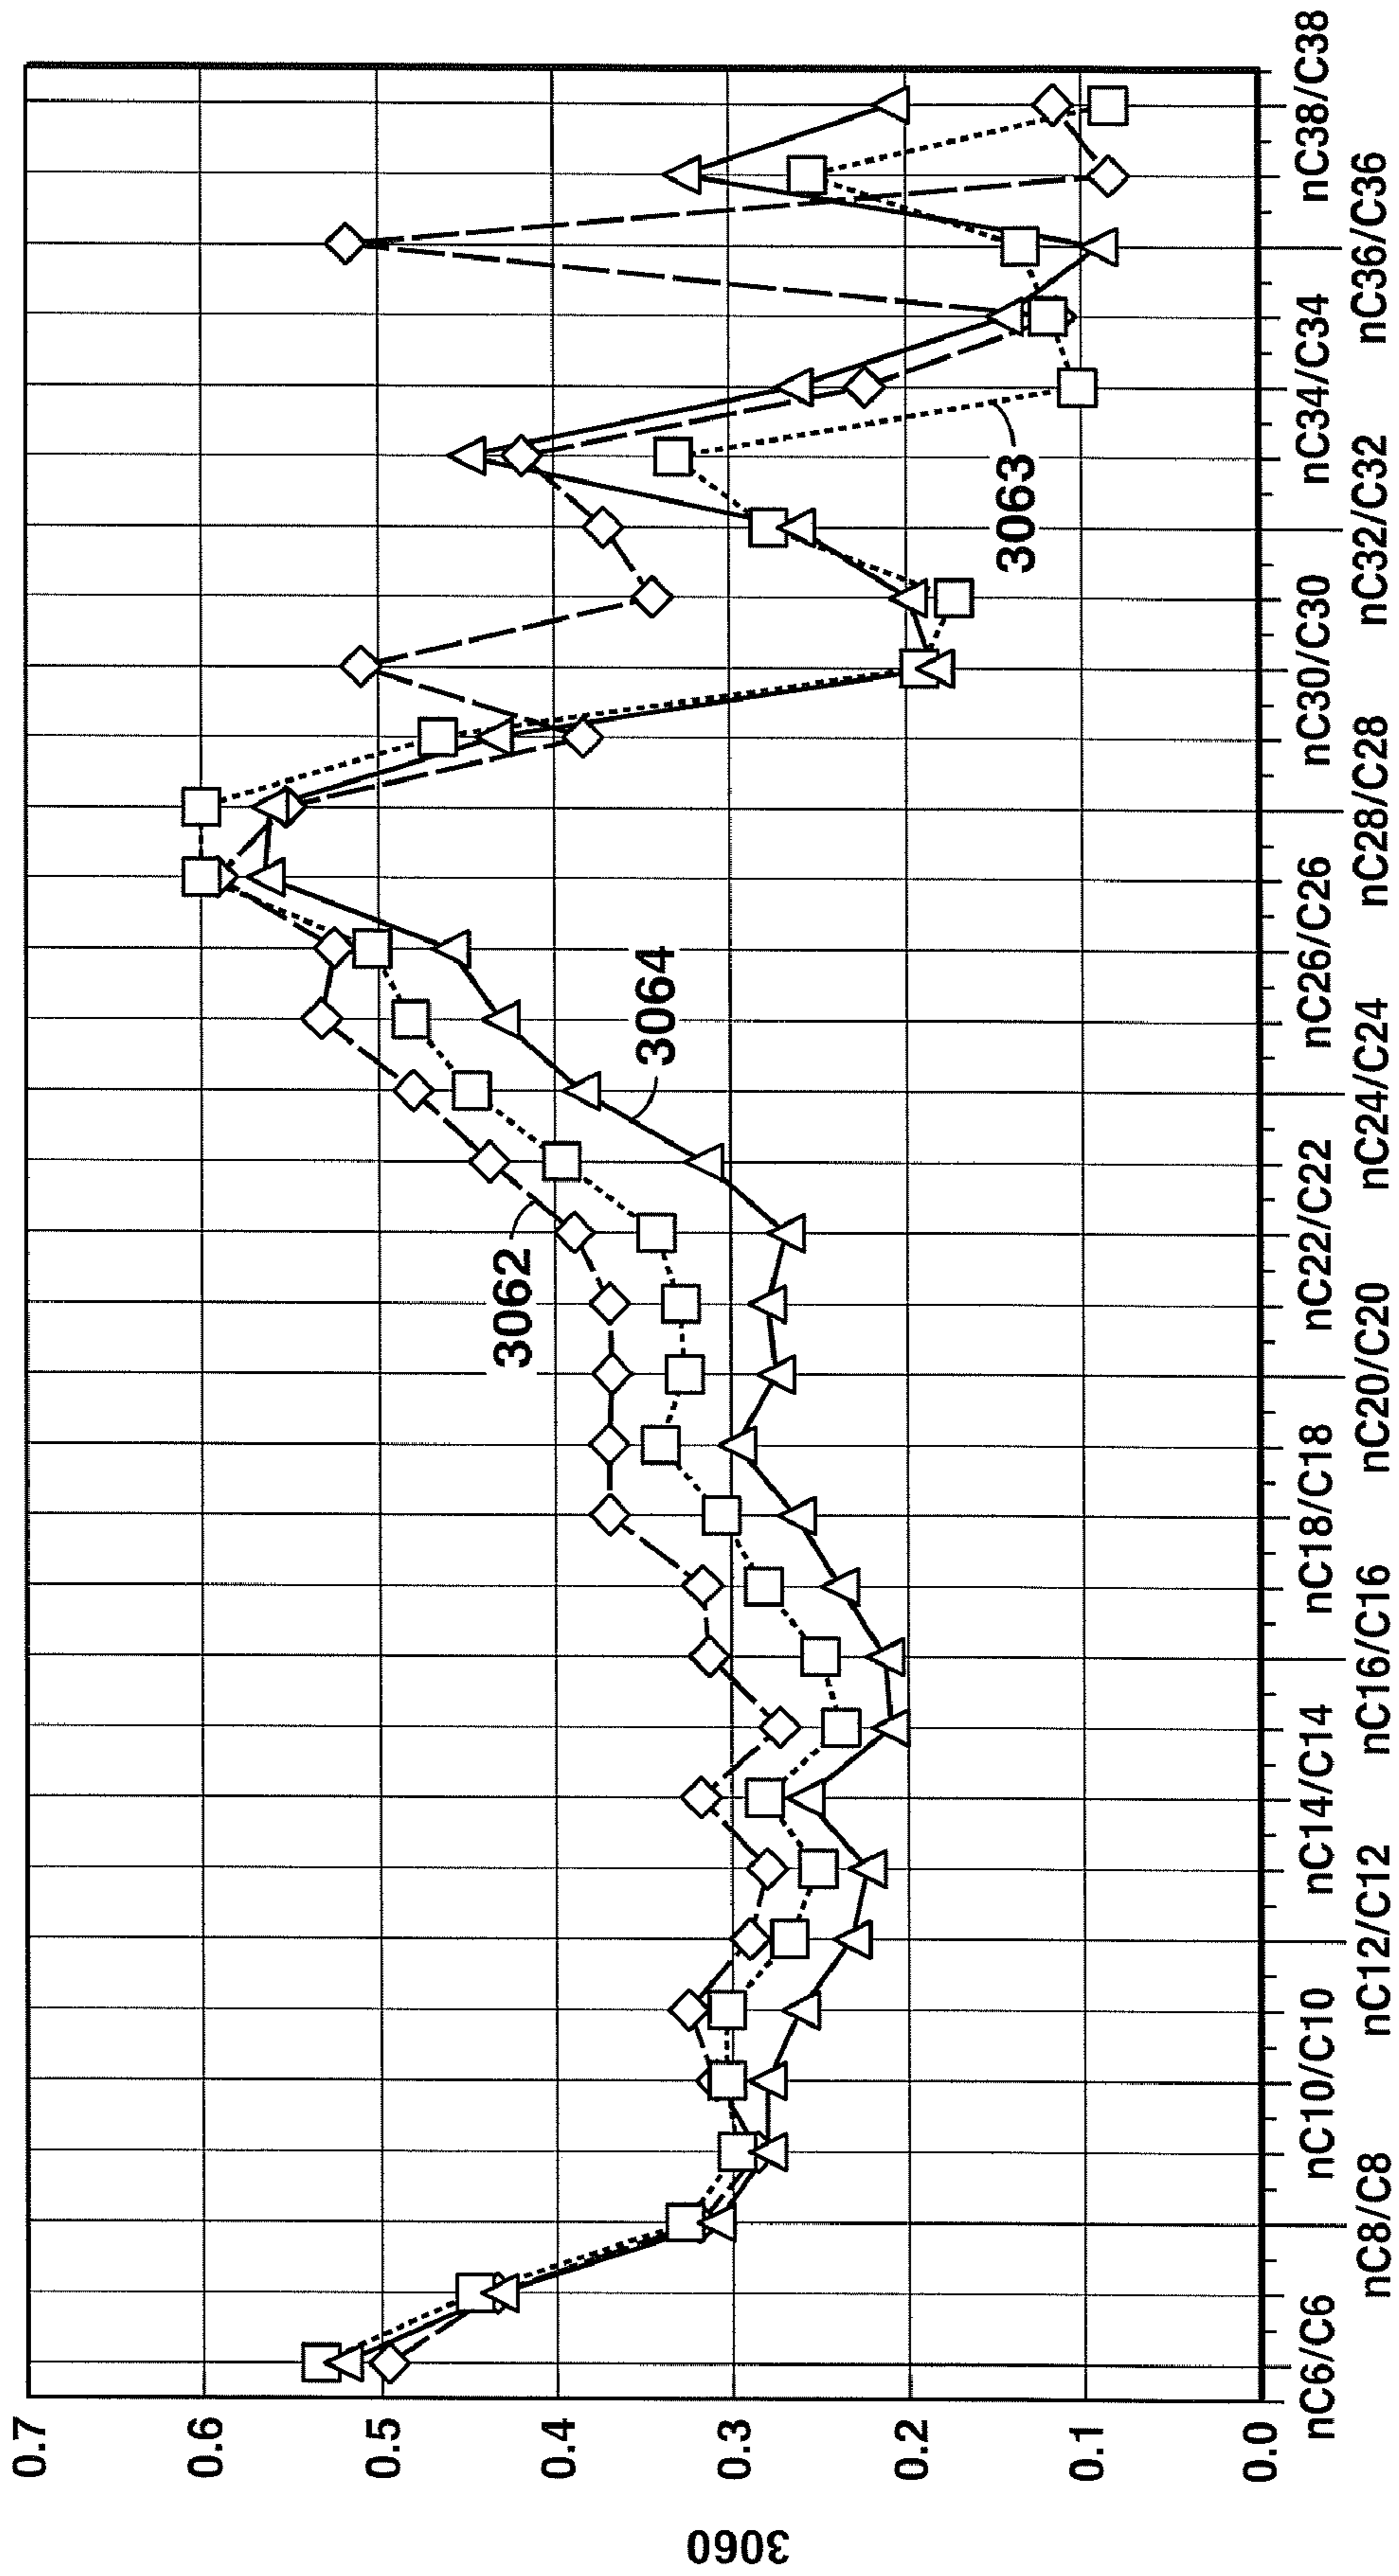 3060
0.7
0.6
0.5
0.4
0.3
0.2
0.1
0.0
3062
3064
3063
nC6/C6
nC8/C8
nC10/C10
nC12/C12
nC14/C14
nC16/C16
nC18/C18
nC20/C20
nC22/C22
nC24/C24
nC26/C26
nC28/C28
nC30/C30
nC32/C32
nC34/C34
nC36/C36
nC38/C38